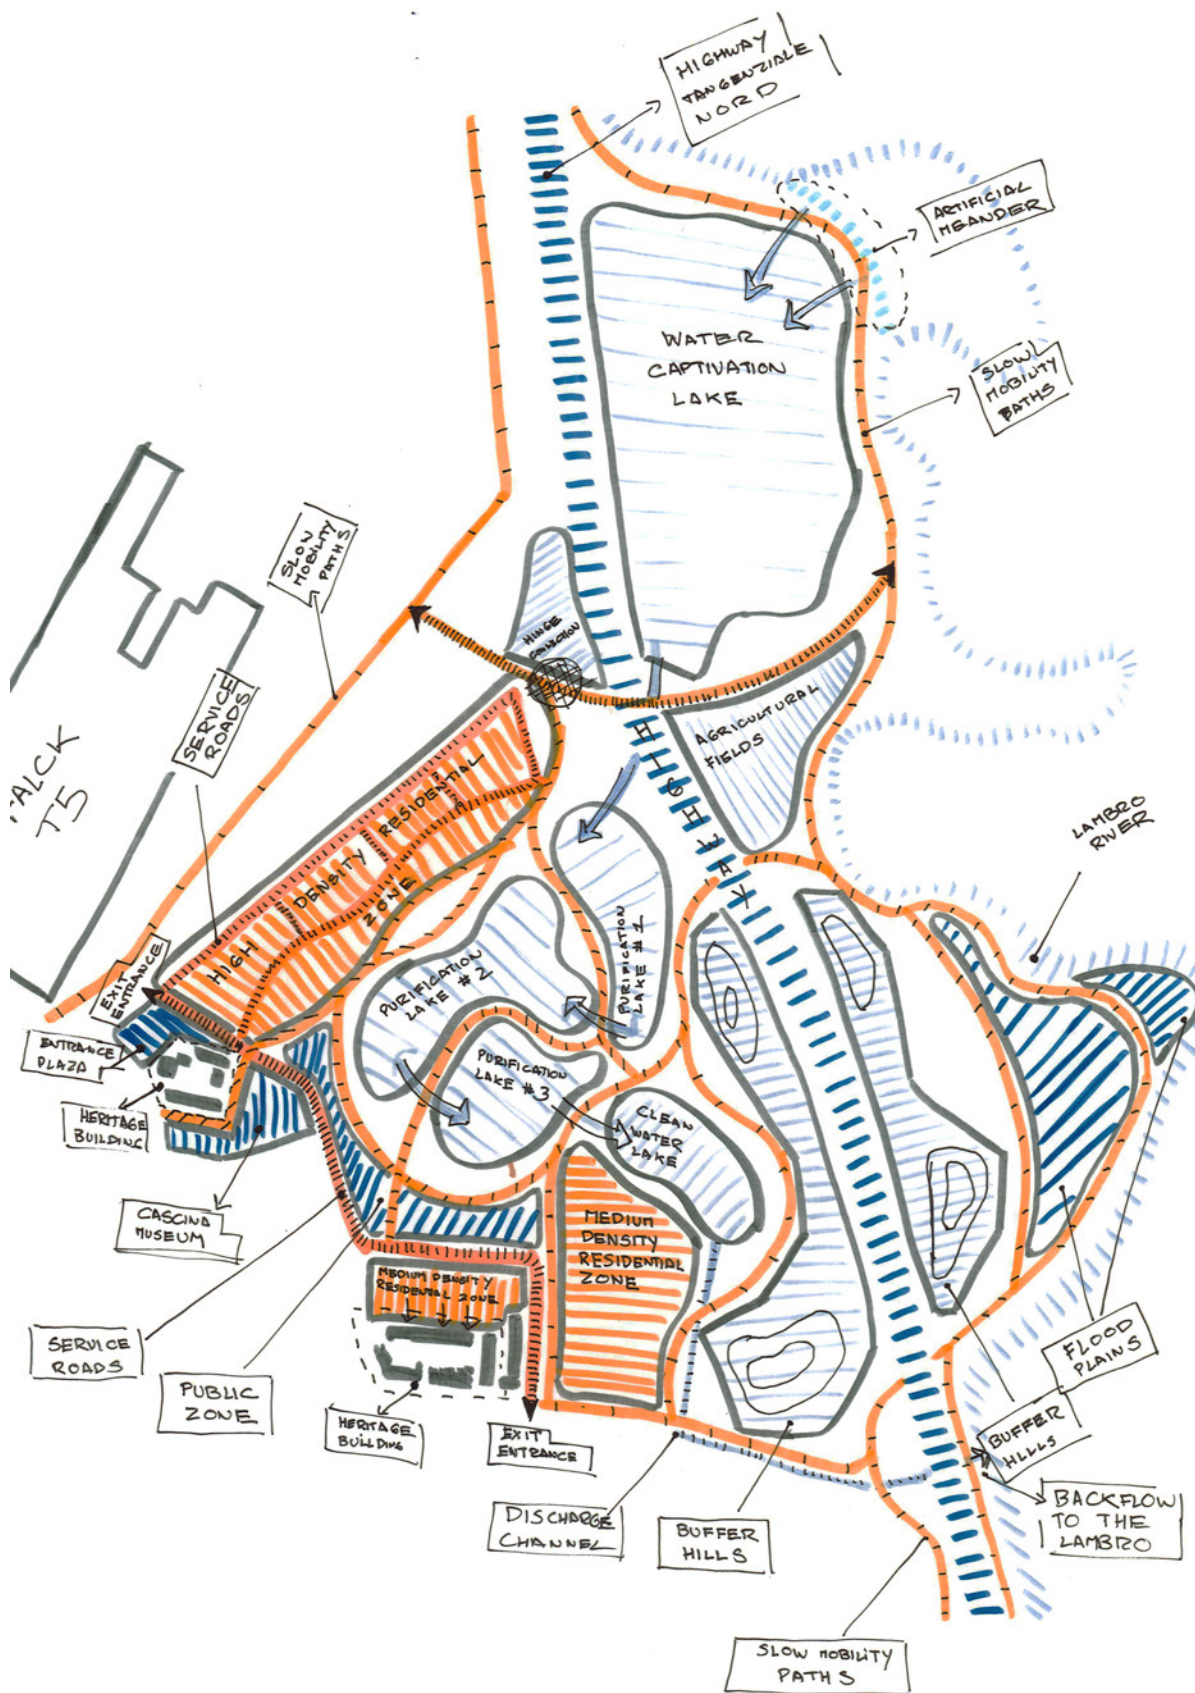 HIGHWAY
TANGENZIALE
NORD
ARTIFICIAL
MEANDER
WATER
CAPTIVATION
LAKE
SLOW
MOBILITY
PATHS
SLOW
MOBILITY
PATHS
HINGE
CONNECTION
SERVICE
ROADS
AGRICULTURAL
FIELDS
ALCK
T5
HIGHWAY
HIGH DENSITY RESIDENTIAL
ZONE
LAMBRO
RIVER
PURIFICATION
LAKE #1
PURIFICATION
LAKE #2
EXIT
ENTRANCE
ENTRANCE
PLAZA
PURIFICATION
LAKE #3
HERITAGE
BUILDING
CLEAN
WATER
LAKE
CASCINA
MUSEUM
MEDIUM
DENSITY
RESIDENTIAL
ZONE
MEDIUM DENSITY
RESIDENTIAL ZONE
SERVICE
ROADS
PUBLIC
ZONE
FLOOD
PLAINS
HERITAGE
BUILDING
EXIT
ENTRANCE
BUFFER
HILLS
DISCHARGE
CHANNEL
BUFFER
HILLS
BACKFLOW
TO THE
LAMBRO
SLOW MOBILITY
PATHS